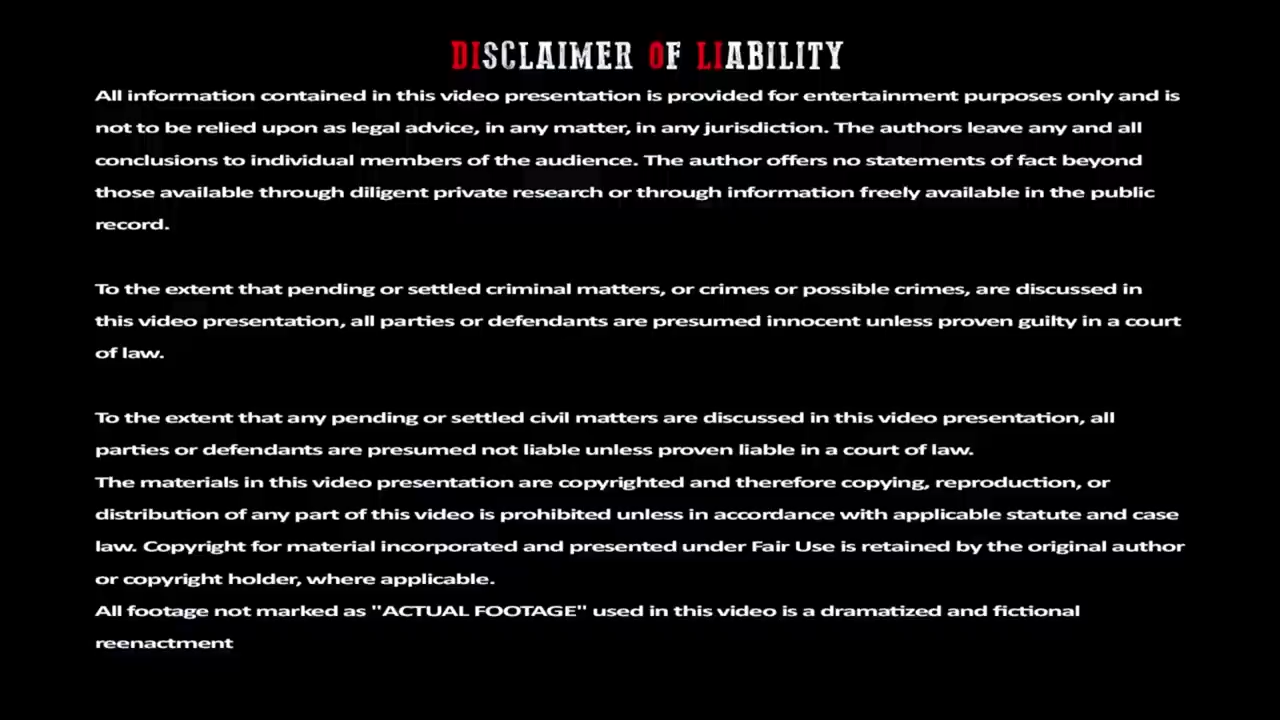 DISCLAIMER OF LIABILITY
All information contained in this video presentation is provided for entertainment purposes only and is
not to be relied upon as legal advice, in any matter, in any jurisdiction. The authors leave any and all
conclusions to individual members of the audience. The author offers no statements of fact beyond
those available through diligent private research or through information freely available in the public
record.
To the extent that pending or settled criminal matters, or crimes or possible crimes, are discussed in
this video presentation, all parties or defendants are presumed innocent unless proven guilty in a court
of law.
To the extent that any pending or settled civil matters are discussed in this video presentation, all
parties or defendants are presumed not liable unless proven liable in a court of law.
The materials in this video presentation are copyrighted and therefore copying, reproduction, or
distribution of any part of this video is prohibited unless in accordance with applicable statute and case
law. Copyright for material incorporated and presented under Fair Use is retained by the original author
or copyright holder, where applicable.
All footage not marked as "ACTUAL FOOTAGE" used in this video is a dramatized and fictional
reenactment